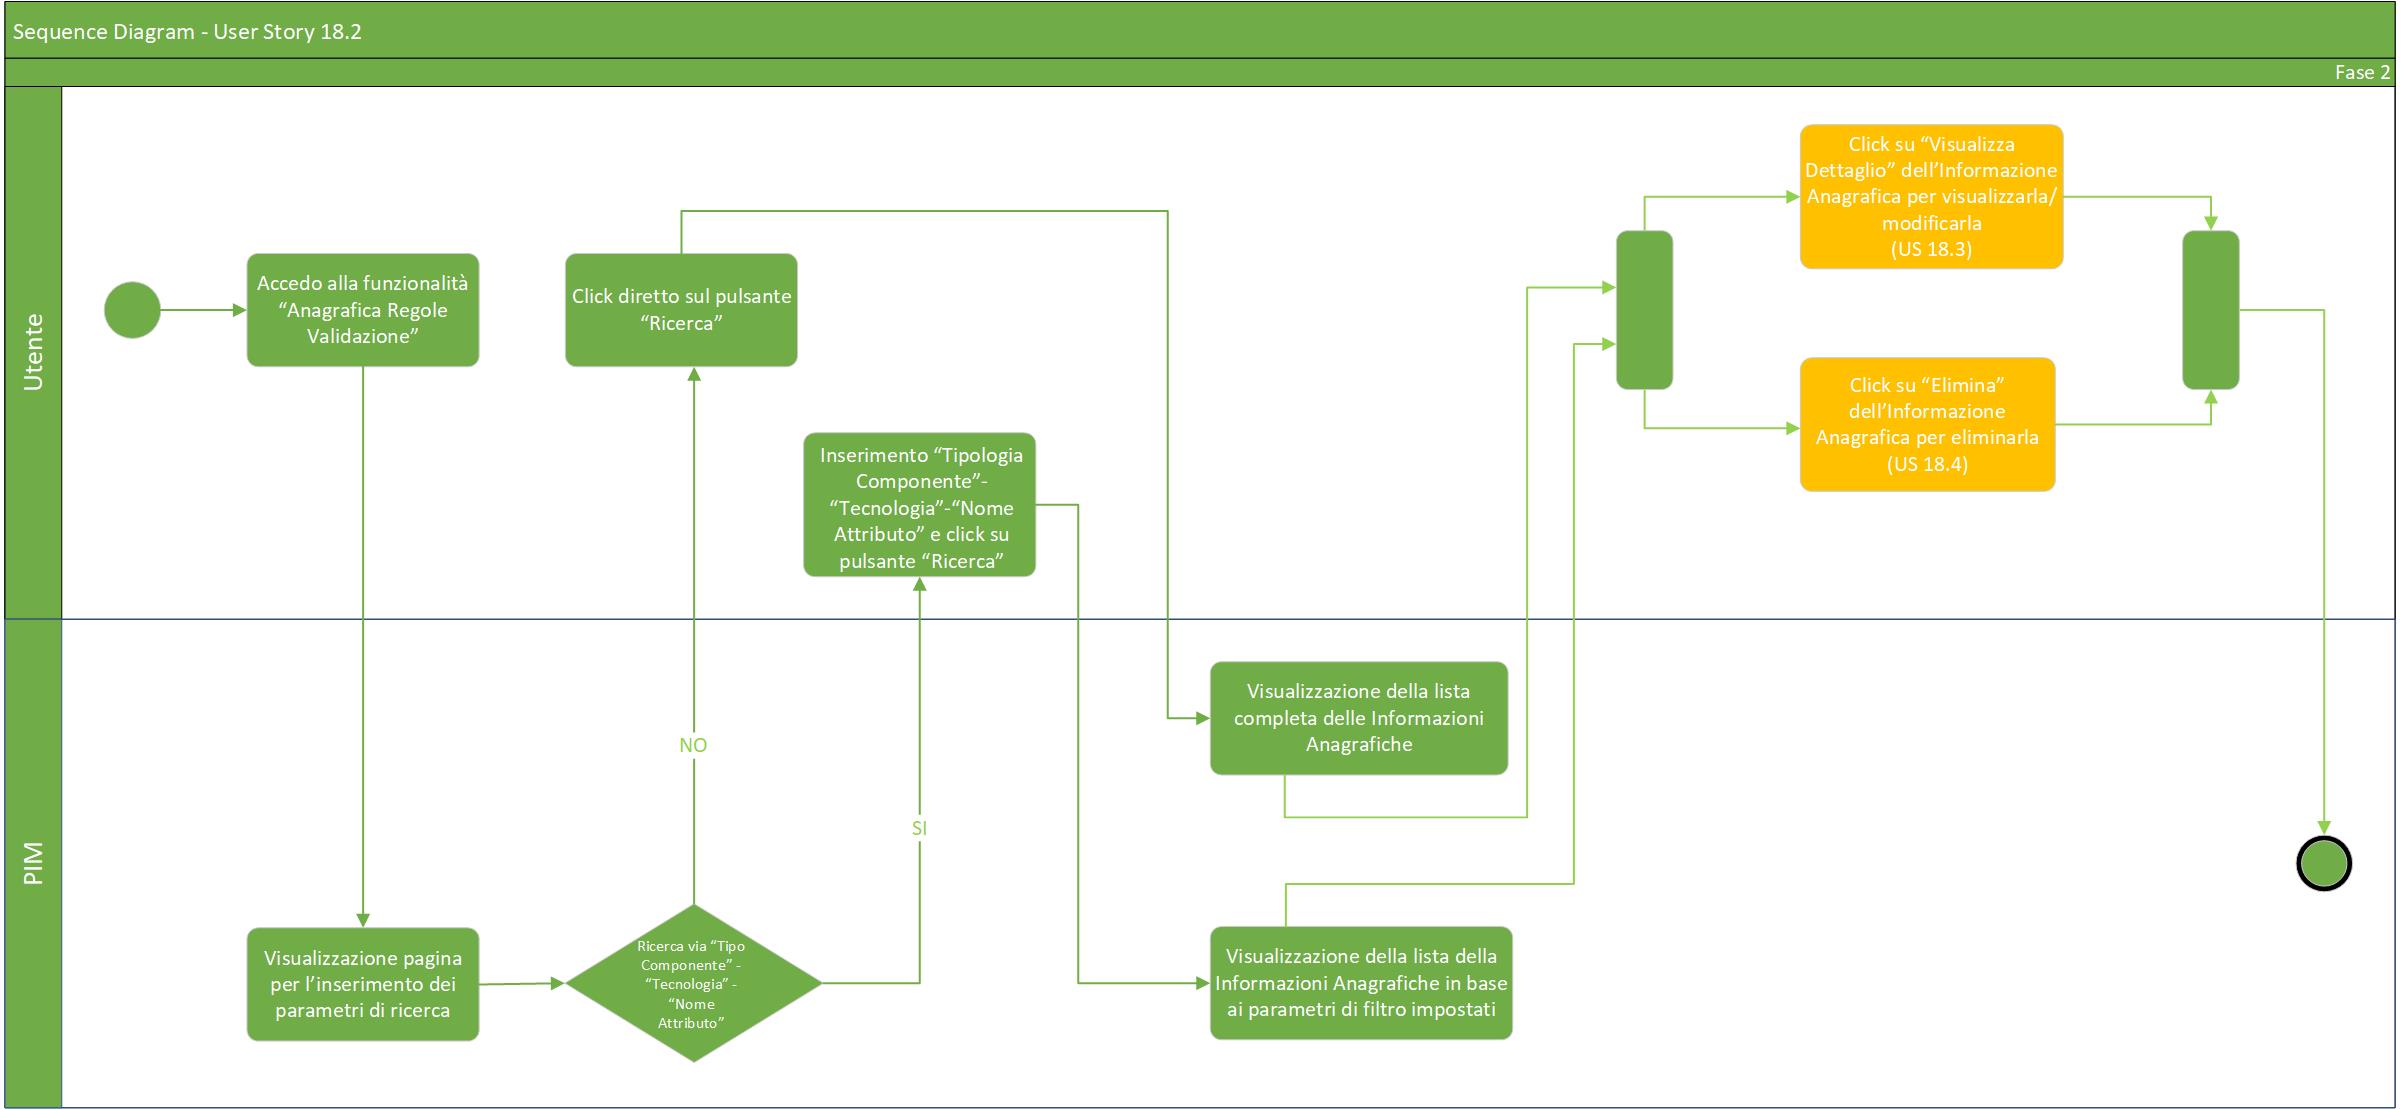 Sequence Diagram - User Story 18.2
Fase 2
Utente
Accedo alla funzionalità
“Anagrafica Regole
Validazione”
Click diretto sul pulsante
“Ricerca”
Inserimento “Tipologia
Componente”-
“Tecnologia”-“Nome
Attributo” e click su
pulsante “Ricerca”
Click su “Visualizza
Dettaglio” dell’Informazione
Anagrafica per visualizzarla/
modificarla
(US 18.3)
Click su “Elimina”
dell’Informazione
Anagrafica per eliminarla
(US 18.4)
PIM
Visualizzazione pagina
per l’inserimento dei
parametri di ricerca
Ricerca via “Tipo
Componente” -
“Tecnologia” -
“Nome
Attributo”
NO
SI
Visualizzazione della lista
completa delle Informazioni
Anagrafiche
Visualizzazione della lista della
Informazioni Anagrafiche in base
ai parametri di filtro impostati